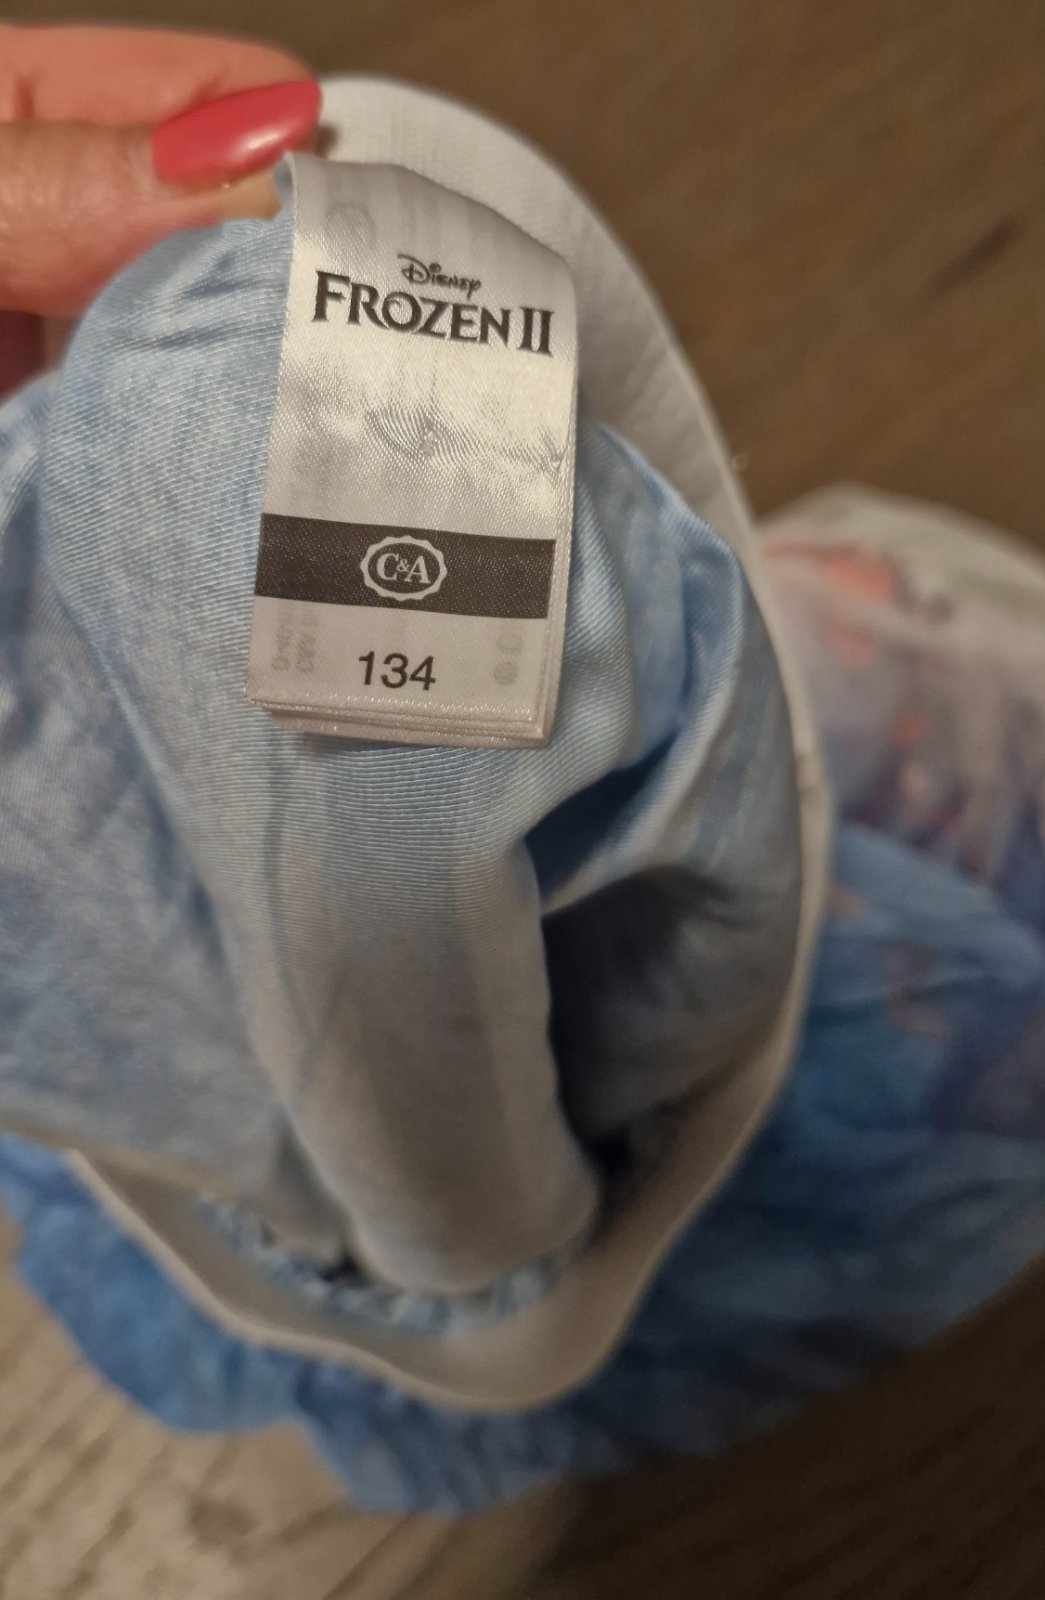 Disney
FROZEN II
C&A
134